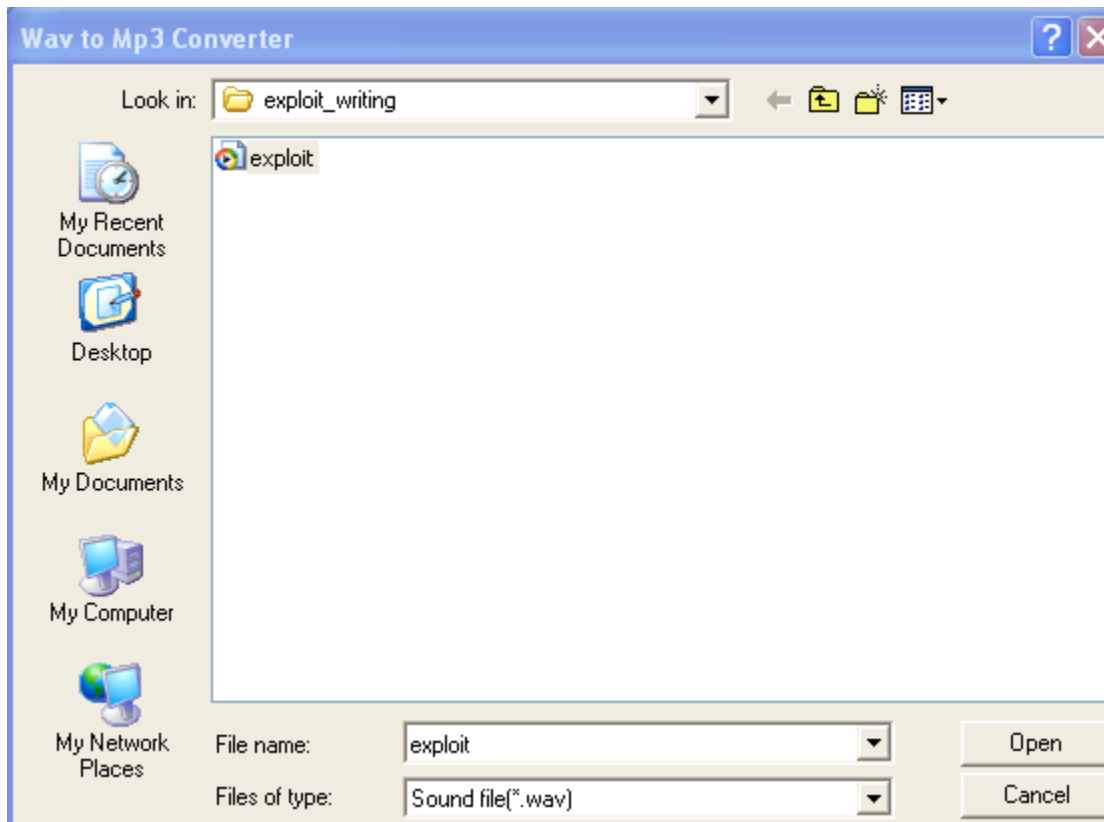 Wav to Mp3 Converter
Look in:
exploit_writing
exploit
My Recent
Documents
Desktop
My Documents
My Computer
My Network
Places
File name:
exploit
Open
Files of type:
Sound file(*.wav)
Cancel